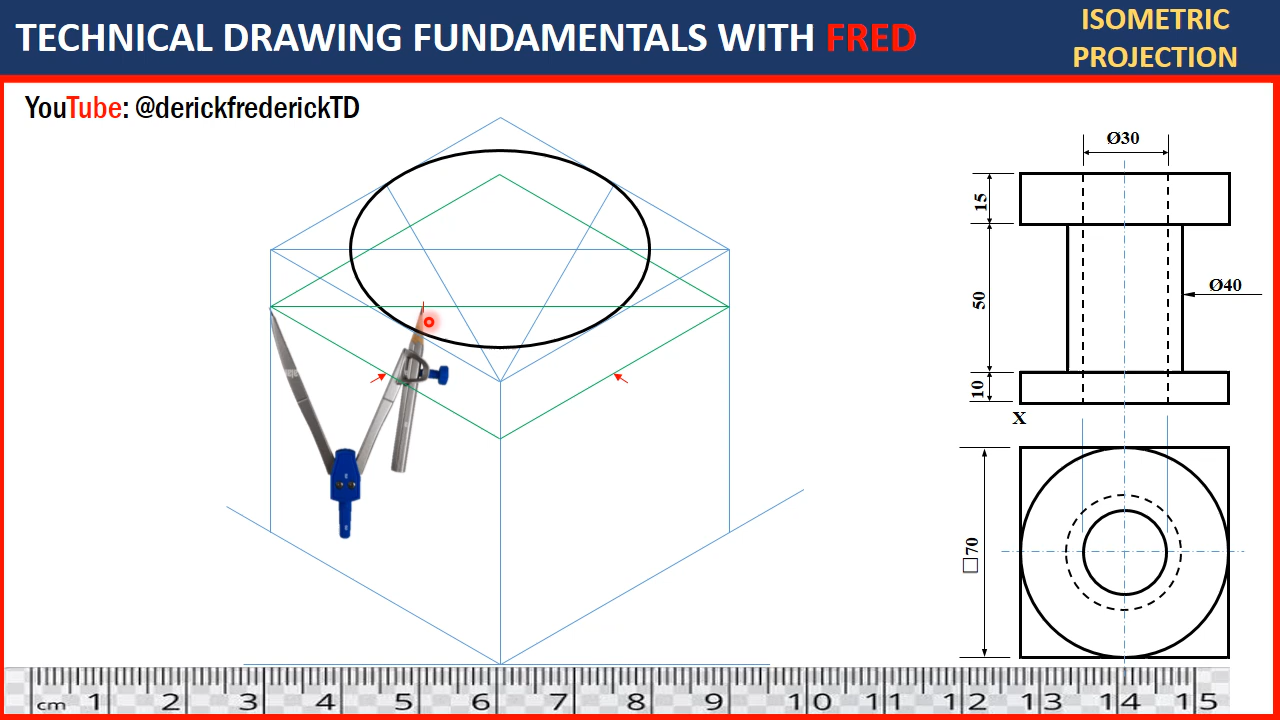 TECHNICAL DRAWING FUNDAMENTALS WITH FRED
ISOMETRIC
PROJECTION
YouTube: @derickfrederickTD
Ø30
15
50
Ø40
10
X
□70
cm 1 2 3 4 5 6 7 8 9 10 11 12 13 14 15